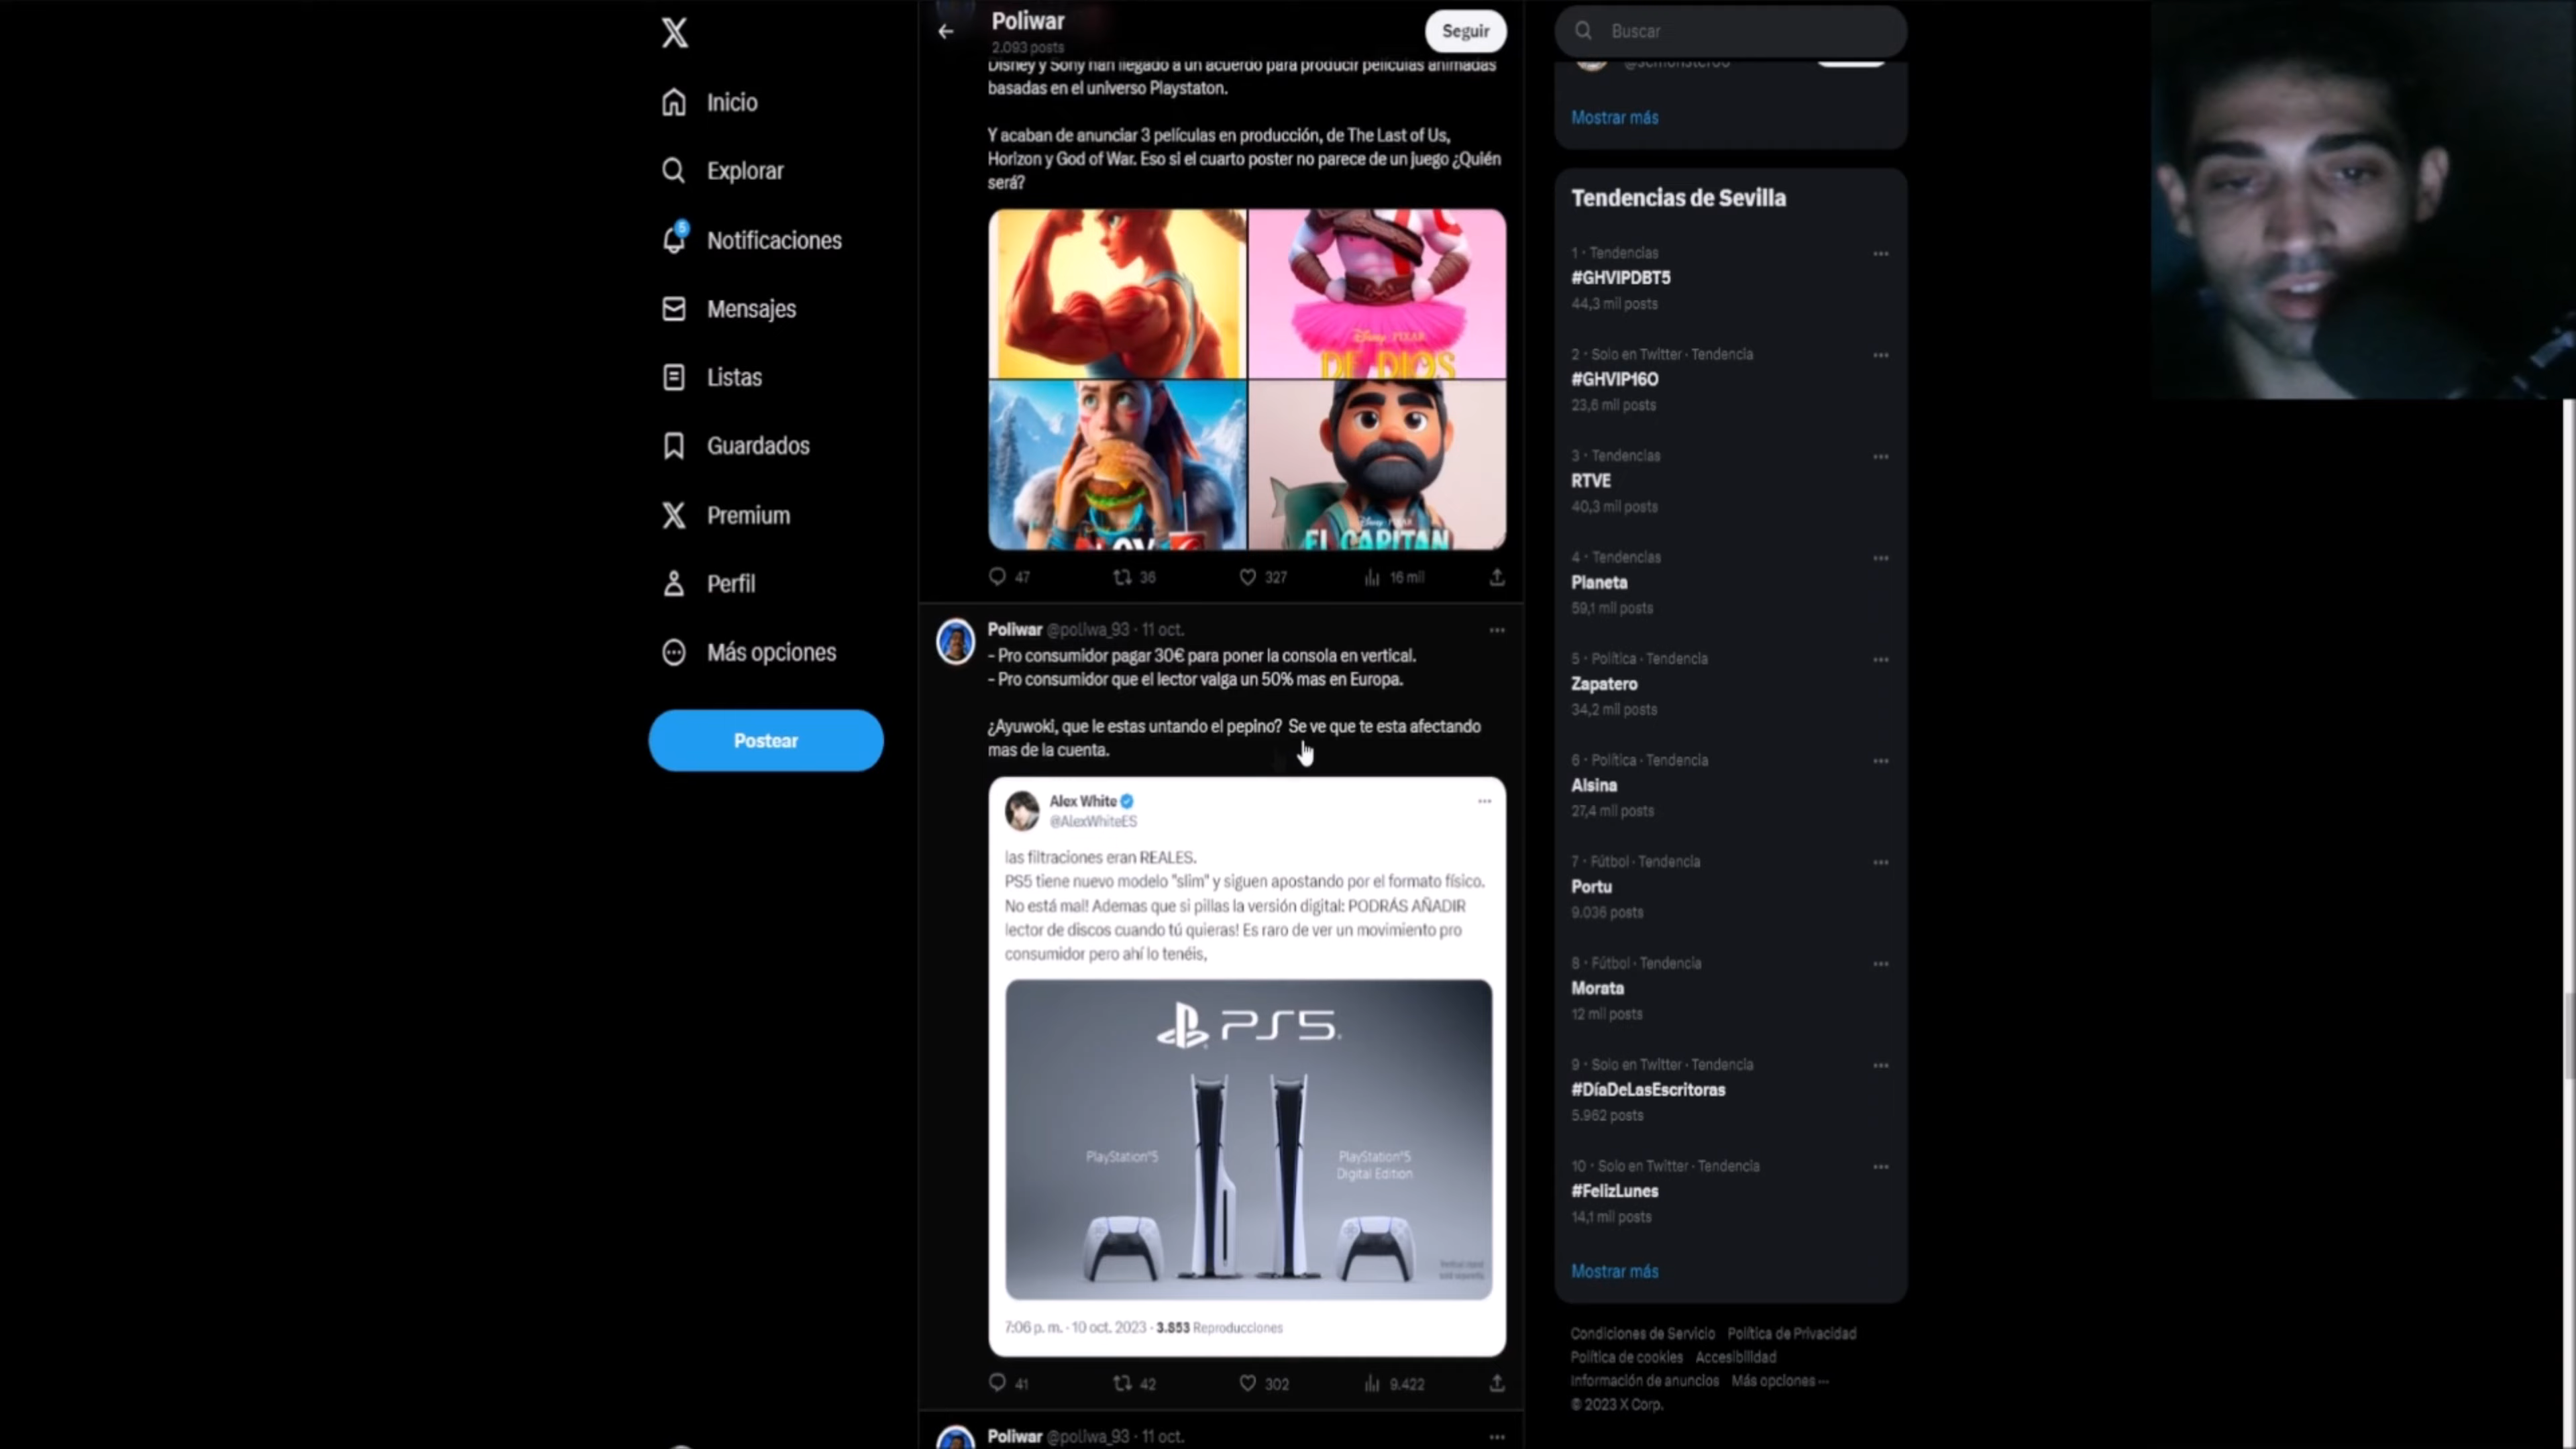 Inicio
Explorar
5
Notificaciones
Mensajes
Listas
Guardados
Premium
Perfil
Más opciones
Postear
Poliwar
2.093 posts
Seguir
Disney y Sony han llegado a un acuerdo para producir películas animadas
basadas en el universo Playstaton.
Y acaban de anunciar 3 películas en producción, de The Last of Us,
Horizon y God of War. Eso si el cuarto poster no parece de un juego ¿Quién
será?
Disney PIXAR
DE DIOS
Disney PIXAR
EL CAPITAN
47
36
327
16 mil
Poliwar @poliwa_93 · 11 oct.
- Pro consumidor pagar 30€ para poner la consola en vertical.
- Pro consumidor que el lector valga un 50% mas en Europa.
¿Ayuwoki, que le estas untando el pepino? Se ve que te esta afectando
mas de la cuenta.
Alex White
@AlexWhiteES
las filtraciones eran REALES.
PS5 tiene nuevo modelo "slim" y siguen apostando por el formato físico.
No está mal! Ademas que si pillas la versión digital: PODRÁS AÑADIR
lector de discos cuando tú quieras! Es raro de ver un movimiento pro
consumidor pero ahí lo tenéis,
PS5
PlayStation®5
PlayStation®5
Digital Edition
7:06 p. m. · 10 oct. 2023 · 3.853 Reproducciones
41
42
302
9.422
Poliwar @poliwa_93 · 11 oct.
Buscar
Mostrar más
Tendencias de Sevilla
1 · Tendencias
#GHVIPDBT5
44,3 mil posts
2 · Solo en Twitter · Tendencia
#GHVIP16O
23,6 mil posts
3 · Tendencias
RTVE
40,3 mil posts
4 · Tendencias
Planeta
59,1 mil posts
5 · Política · Tendencia
Zapatero
34,2 mil posts
6 · Política · Tendencia
Alsina
27,4 mil posts
7 · Fútbol · Tendencia
Portu
9.036 posts
8 · Fútbol · Tendencia
Morata
12 mil posts
9 · Solo en Twitter · Tendencia
#DíaDeLasEscritoras
5.962 posts
10 · Solo en Twitter · Tendencia
#FelizLunes
14,1 mil posts
Mostrar más
Condiciones de Servicio Política de Privacidad
Política de cookies Accesibilidad
Información de anuncios Más opciones ···
© 2023 X Corp.